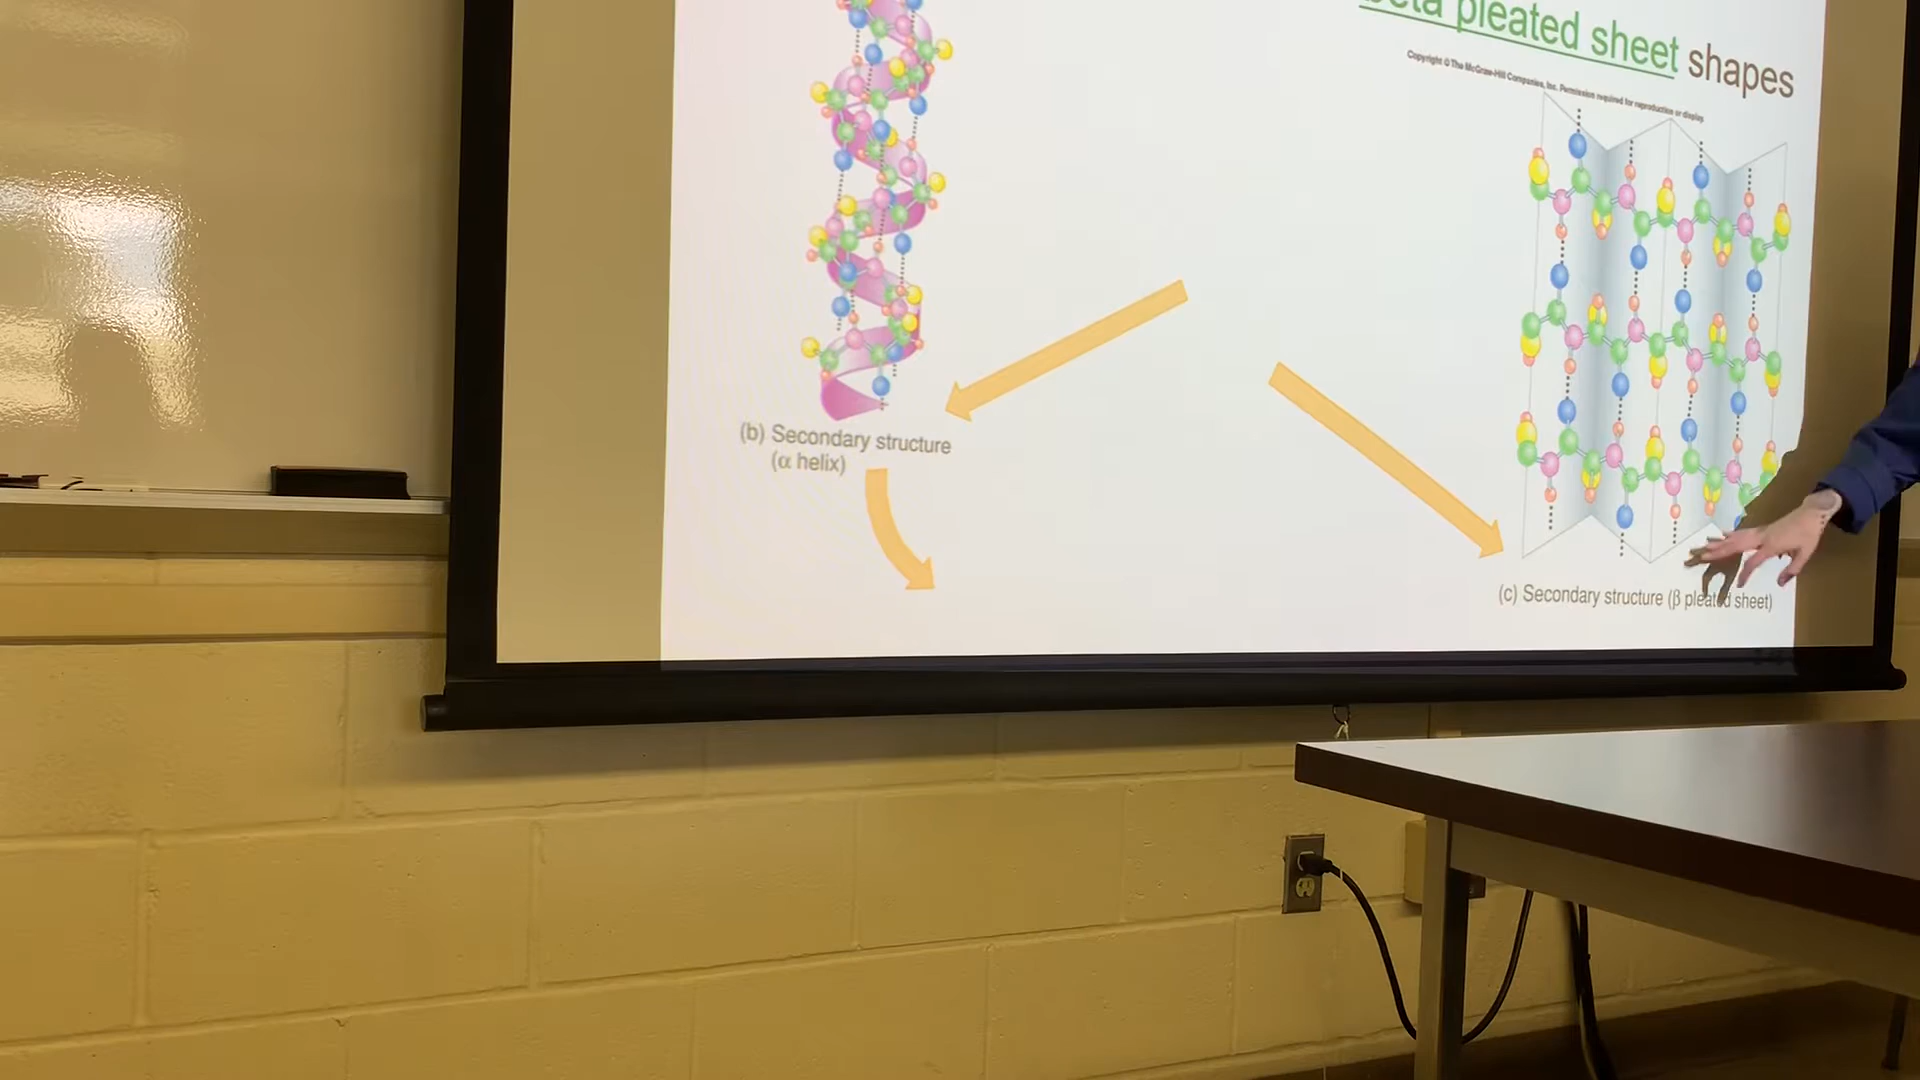 beta pleated sheet shapes
Copyright © The McGraw-Hill Companies, Inc. Permission required for reproduction or display.
(b) Secondary structure
(α helix)
(c) Secondary structure (β pleated sheet)